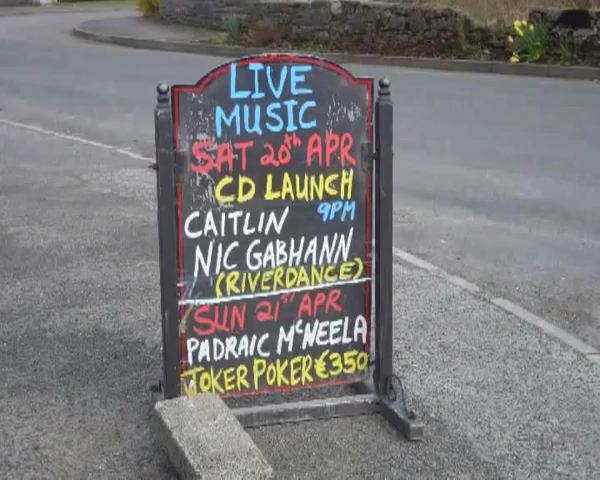 LIVE
MUSIC
SAT 20th APR
CD LAUNCH
CAITLIN 9PM
NIC GABHANN
(RIVERDANCE)
SUN 21st APR
PADRAIC McNEELA
JOKER POKER €350